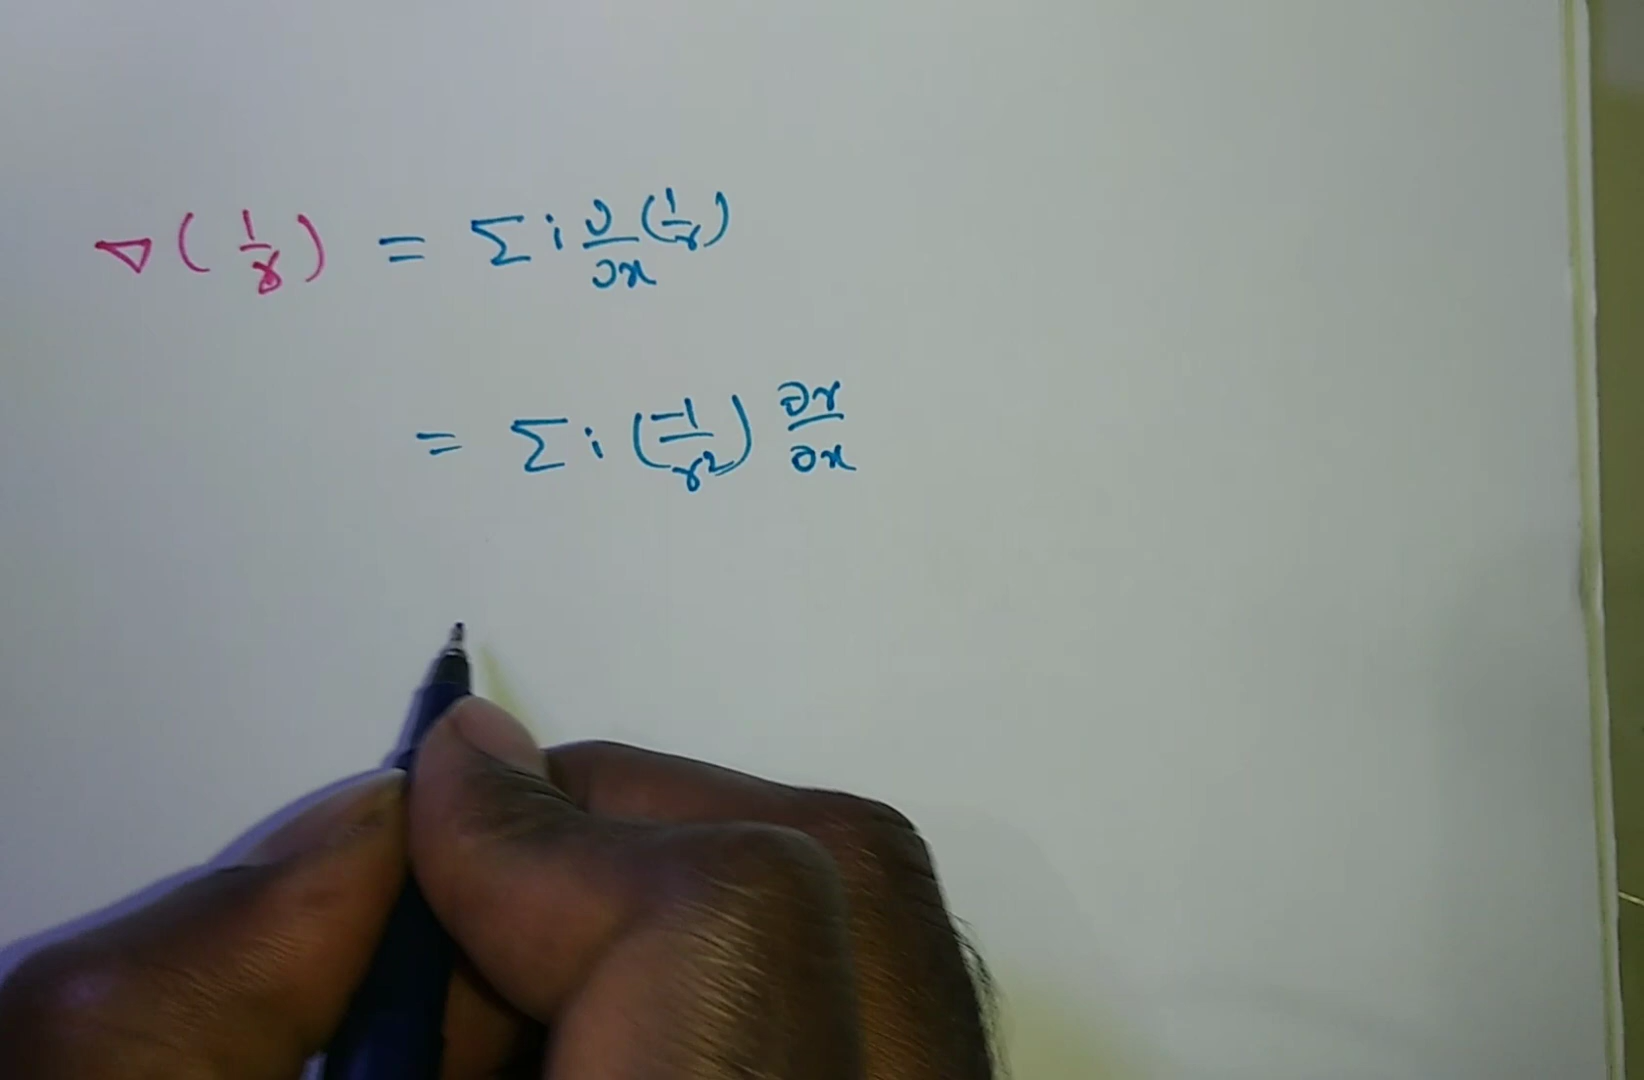 ∇(1/r) = Σ i ∂/∂x (1/r)
= Σ i (-1/r²) ∂r/∂x